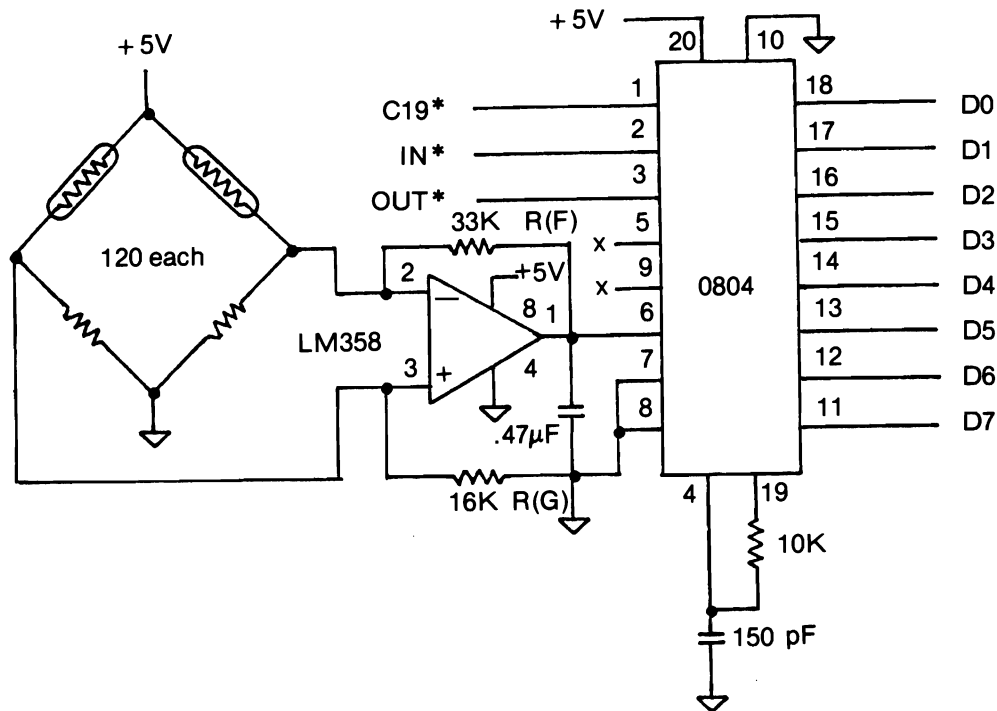 +5V
120 each
C19*
IN*
OUT*
33K R(F)
+5V
2
8
1
LM358
3
4
.47µF
16K R(G)
+5V
20
10
1
2
3
5
x
9
x
6
7
8
0804
4
19
10K
150 pF
18
D0
17
D1
16
D2
15
D3
14
D4
13
D5
12
D6
11
D7